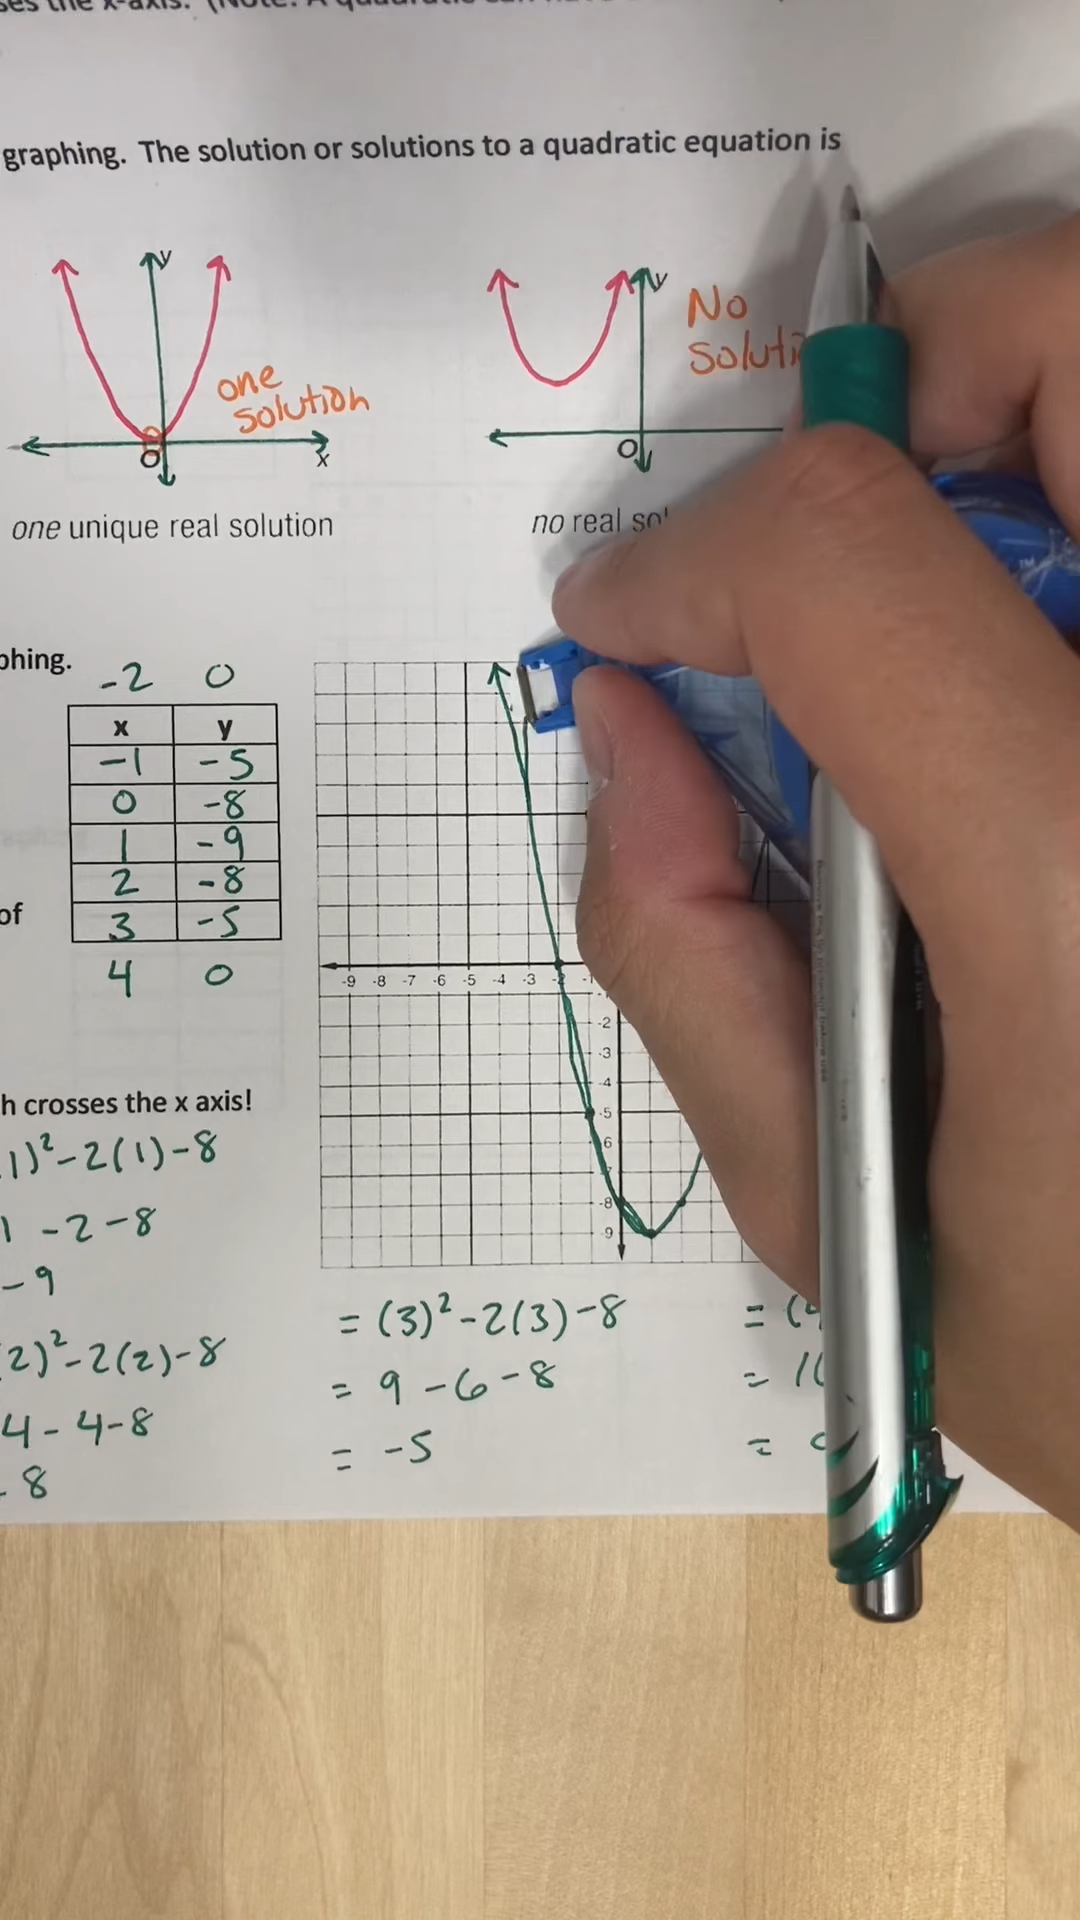 graphing. The solution or solutions to a quadratic equation is
y
one
solution
O
x
y
No
O
one unique real solution
no real
-2 0
x y
-1 -5
0 -8
1 -9
2 -8
3 -5
4 0
of
-9 -8 -7 -6 -5 -4 -3 -2 -1
-2
-3
-4
-5
6
-8
9
h crosses the x axis!
1)²-2(1)-8
1 -2-8
-9
2)²-2(2)-8
4-4-8
8
= (3)²-2(3)-8
= 9-6-8
= -5